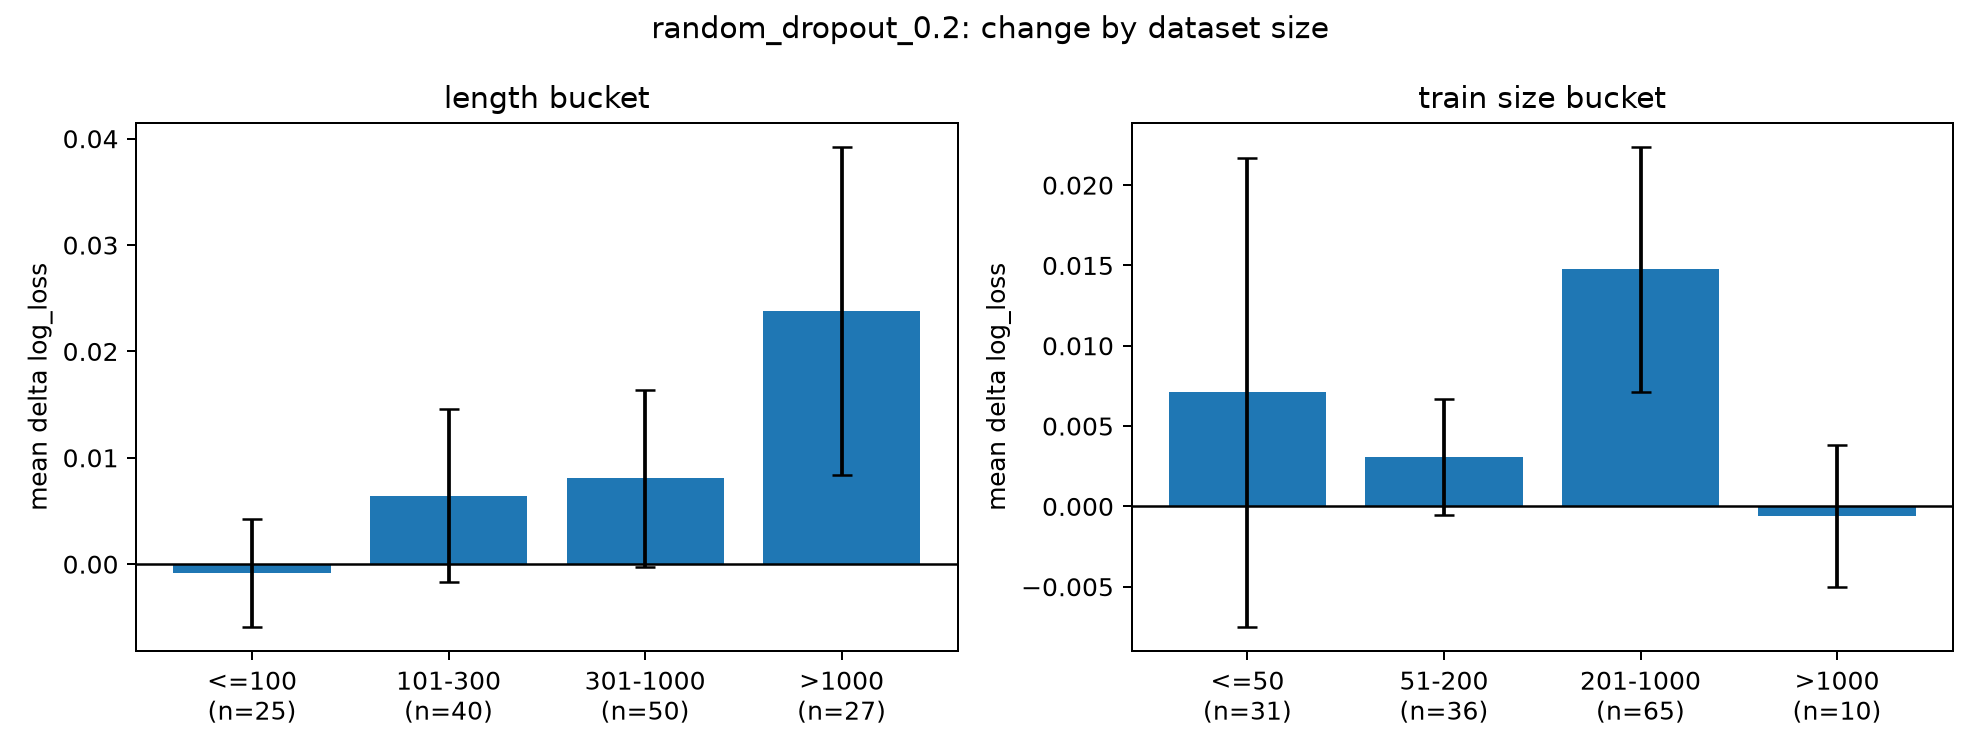 random_dropout_0.2: change by dataset size
length bucket
mean delta log_loss
0.04
0.03
0.02
0.01
0.00
<=100 101-300 301-1000 >1000
(n=25) (n=40) (n=50) (n=27)
train size bucket
mean delta log_loss
0.020
0.015
0.010
0.005
0.000
−0.005
<=50 51-200 201-1000 >1000
(n=31) (n=36) (n=65) (n=10)